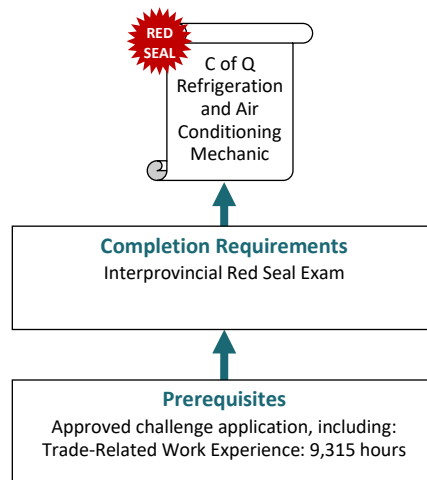 RED
SEAL
C of Q
Refrigeration
and Air
Conditioning
Mechanic
Completion Requirements
Interprovincial Red Seal Exam
Prerequisites
Approved challenge application, including:
Trade-Related Work Experience: 9,315 hours